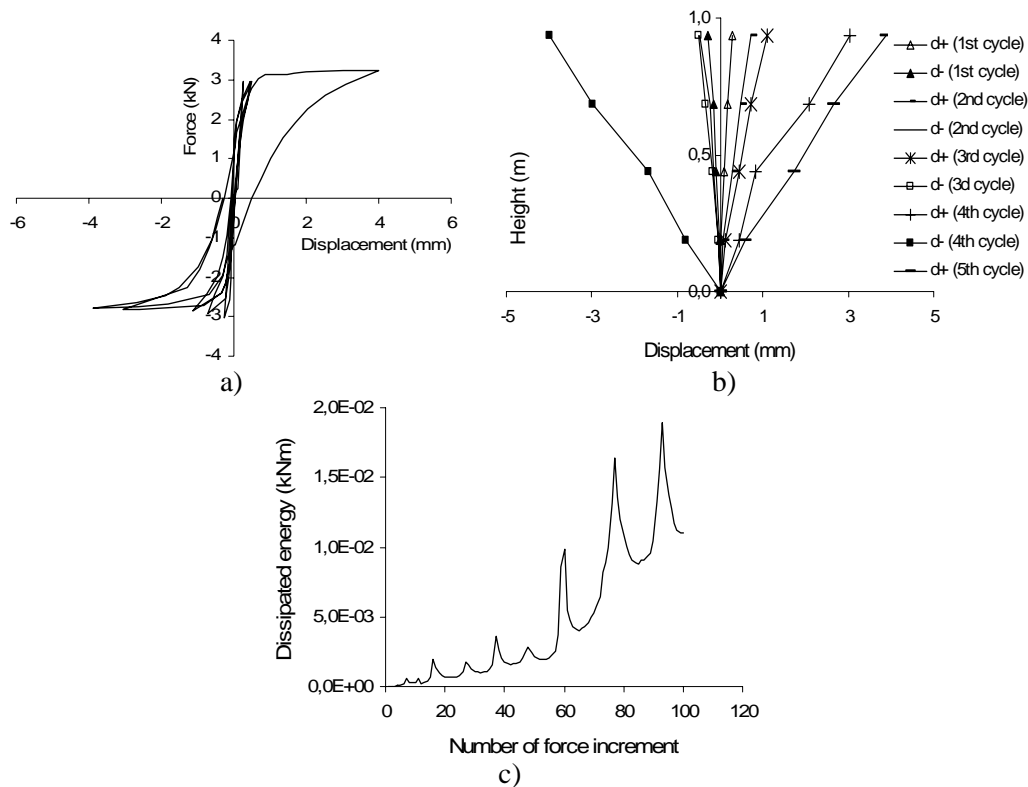 4
3
2
1
0
-1
-2
-3
-4
-6
-4
-2
0
2
4
6
Force (kN)
Displacement (mm)
a)
1,0
0,5
0,0
Height (m)
-5
-3
-1
1
3
5
Displacement (mm)
b)
d+ (1st cycle)
d- (1st cycle)
d+ (2nd cycle)
d- (2nd cycle)
d+ (3rd cycle)
d- (3d cycle)
d+ (4th cycle)
d- (4th cycle)
d+ (5th cycle)
2,0E-02
1,5E-02
1,0E-02
5,0E-03
0,0E+00
Dissipated energy (kNm)
0
20
40
60
80
100
120
Number of force increment
c)